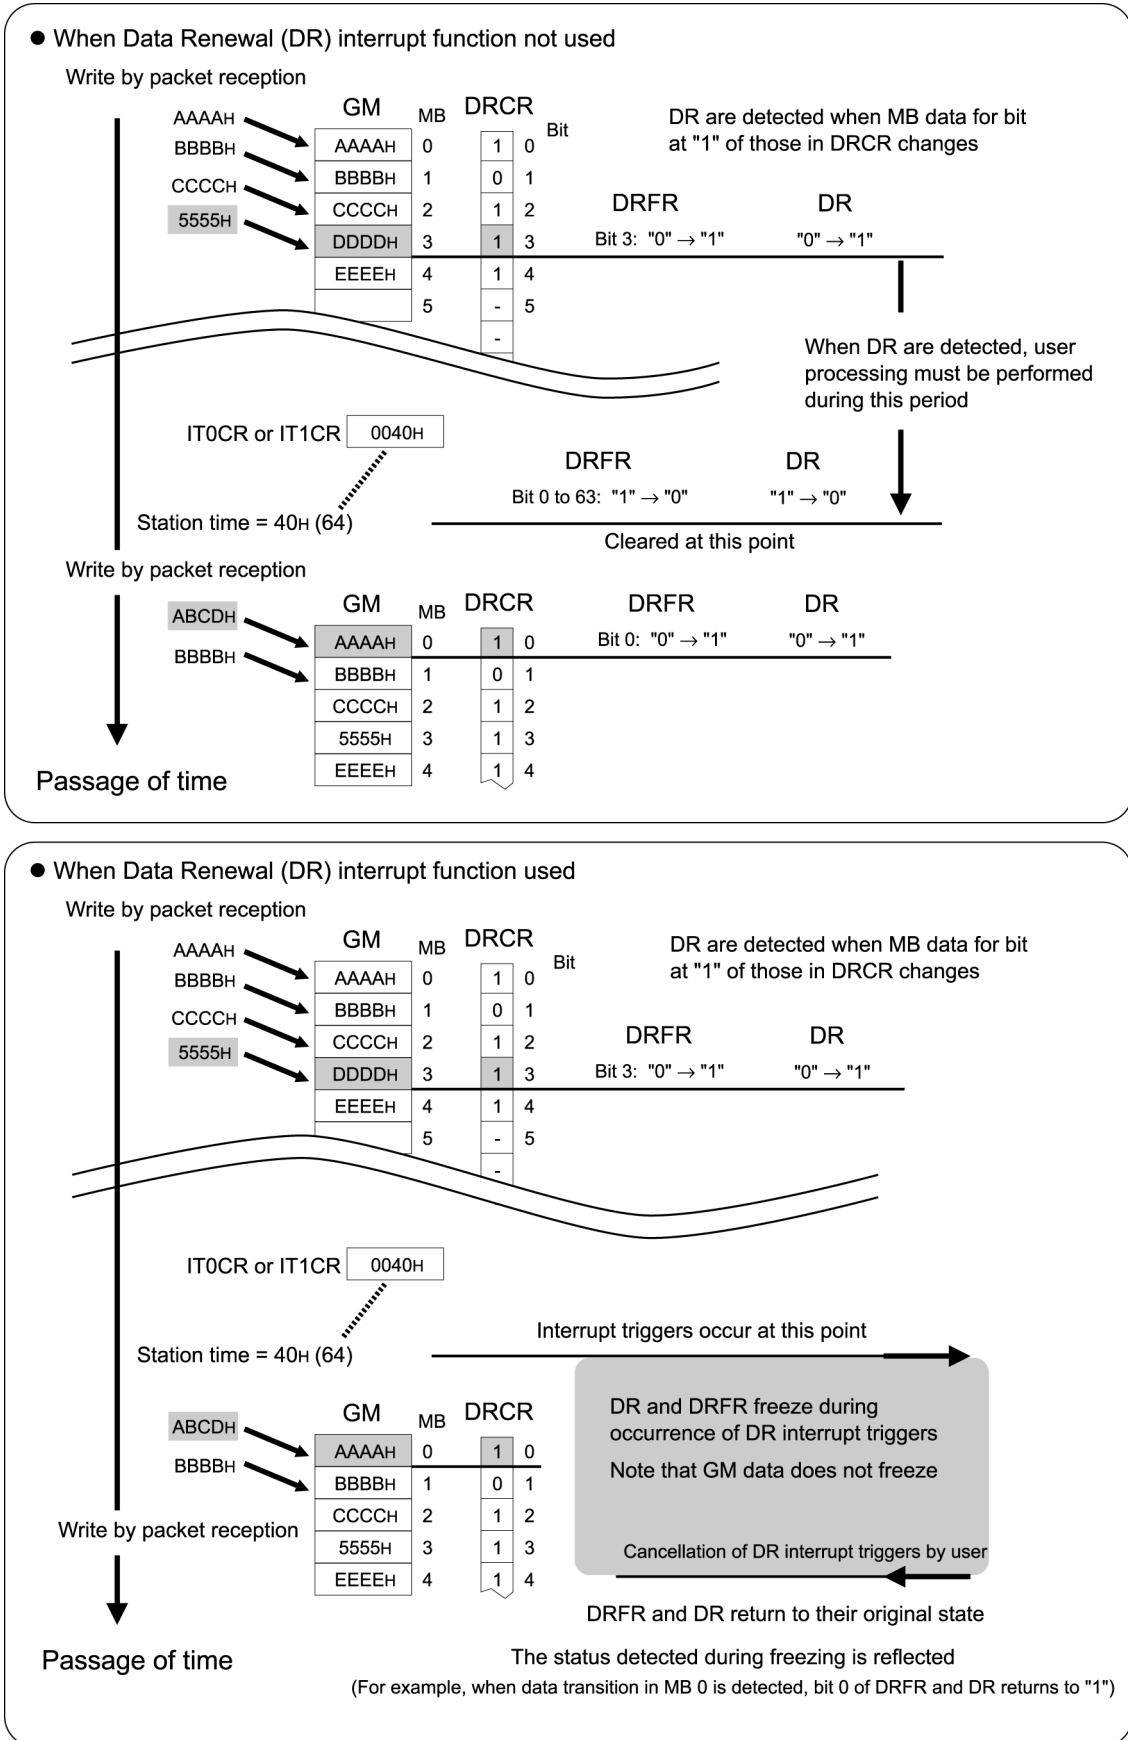 ● When Data Renewal (DR) interrupt function not used
Write by packet reception
GM MB DRCR Bit
AAAAH
BBBBH
CCCCH
5555H
AAAAH 0 1 0
BBBBH 1 0 1
CCCCH 2 1 2
DDDDH 3 1 3
EEEEH 4 1 4
5 - 5
-
DR are detected when MB data for bit
at "1" of those in DRCR changes
DRFR DR
Bit 3: "0" → "1" "0" → "1"
When DR are detected, user
processing must be performed
during this period
IT0CR or IT1CR 0040H
Station time = 40H (64)
DRFR DR
Bit 0 to 63: "1" → "0" "1" → "0"
Cleared at this point
Write by packet reception
GM MB DRCR DRFR DR
ABCDH
BBBBH
AAAAH 0 1 0 Bit 0: "0" → "1" "0" → "1"
BBBBH 1 0 1
CCCCH 2 1 2
5555H 3 1 3
EEEEH 4 1 4
Passage of time
● When Data Renewal (DR) interrupt function used
Write by packet reception
GM MB DRCR Bit
AAAAH
BBBBH
CCCCH
5555H
AAAAH 0 1 0
BBBBH 1 0 1
CCCCH 2 1 2
DDDDH 3 1 3
EEEEH 4 1 4
5 - 5
-
DR are detected when MB data for bit
at "1" of those in DRCR changes
DRFR DR
Bit 3: "0" → "1" "0" → "1"
IT0CR or IT1CR 0040H
Interrupt triggers occur at this point
Station time = 40H (64)
GM MB DRCR
ABCDH
BBBBH
AAAAH 0 1 0
BBBBH 1 0 1
CCCCH 2 1 2
5555H 3 1 3
EEEEH 4 1 4
DR and DRFR freeze during
occurrence of DR interrupt triggers
Note that GM data does not freeze
Write by packet reception
Cancellation of DR interrupt triggers by user
DRFR and DR return to their original state
Passage of time
The status detected during freezing is reflected
(For example, when data transition in MB 0 is detected, bit 0 of DRFR and DR returns to "1")